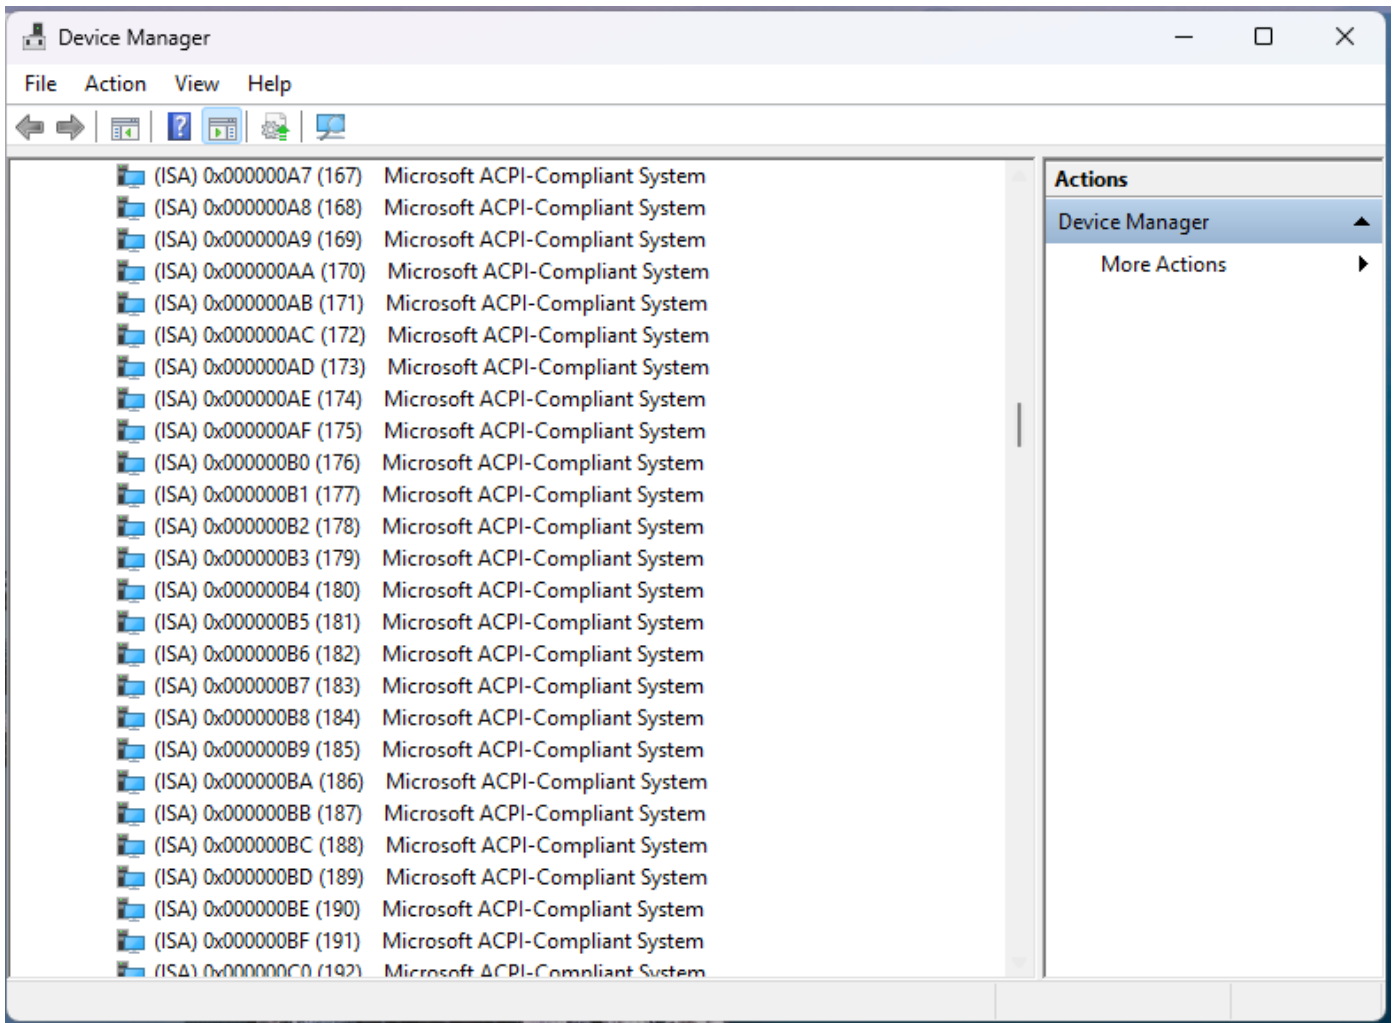 Device Manager
File Action View Help
(ISA) 0x000000A7 (167) Microsoft ACPI-Compliant System
(ISA) 0x000000A8 (168) Microsoft ACPI-Compliant System
(ISA) 0x000000A9 (169) Microsoft ACPI-Compliant System
(ISA) 0x000000AA (170) Microsoft ACPI-Compliant System
(ISA) 0x000000AB (171) Microsoft ACPI-Compliant System
(ISA) 0x000000AC (172) Microsoft ACPI-Compliant System
(ISA) 0x000000AD (173) Microsoft ACPI-Compliant System
(ISA) 0x000000AE (174) Microsoft ACPI-Compliant System
(ISA) 0x000000AF (175) Microsoft ACPI-Compliant System
(ISA) 0x000000B0 (176) Microsoft ACPI-Compliant System
(ISA) 0x000000B1 (177) Microsoft ACPI-Compliant System
(ISA) 0x000000B2 (178) Microsoft ACPI-Compliant System
(ISA) 0x000000B3 (179) Microsoft ACPI-Compliant System
(ISA) 0x000000B4 (180) Microsoft ACPI-Compliant System
(ISA) 0x000000B5 (181) Microsoft ACPI-Compliant System
(ISA) 0x000000B6 (182) Microsoft ACPI-Compliant System
(ISA) 0x000000B7 (183) Microsoft ACPI-Compliant System
(ISA) 0x000000B8 (184) Microsoft ACPI-Compliant System
(ISA) 0x000000B9 (185) Microsoft ACPI-Compliant System
(ISA) 0x000000BA (186) Microsoft ACPI-Compliant System
(ISA) 0x000000BB (187) Microsoft ACPI-Compliant System
(ISA) 0x000000BC (188) Microsoft ACPI-Compliant System
(ISA) 0x000000BD (189) Microsoft ACPI-Compliant System
(ISA) 0x000000BE (190) Microsoft ACPI-Compliant System
(ISA) 0x000000BF (191) Microsoft ACPI-Compliant System
(ISA) 0x000000C0 (192) Microsoft ACPI-Compliant System
Actions
Device Manager
More Actions